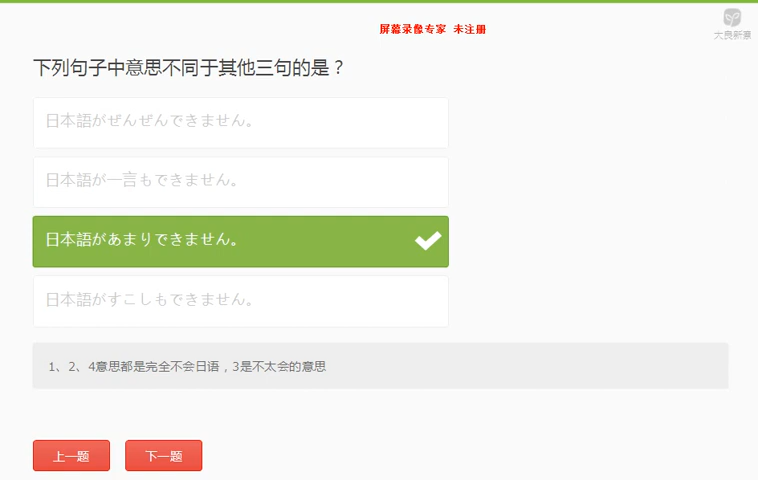 屏幕录像专家 未注册
大良新慕
下列句子中意思不同于其他三句的是？
日本語がぜんぜんできません。
日本語が一言もできません。
日本語があまりできません。
日本語がすこしもできません。
1、2、4意思都是完全不会日语，3是不太会的意思
上一题
下一题